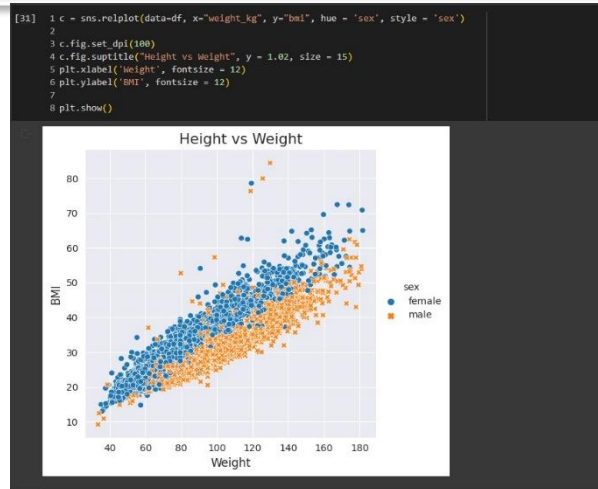 [31] 1 c = sns.relplot(data=df, x="weight_kg", y="bmi", hue = 'sex', style = 'sex')
2
3 c.fig.set_dpi(100)
4 c.fig.suptitle("Height vs Weight", y = 1.02, size = 15)
5 plt.xlabel('Weight', fontsize = 12)
6 plt.ylabel('BMI', fontsize = 12)
7
8 plt.show()
Height vs Weight
80
70
60
50
40
30
20
10
BMI
sex
female
male
40 60 80 100 120 140 160 180
Weight